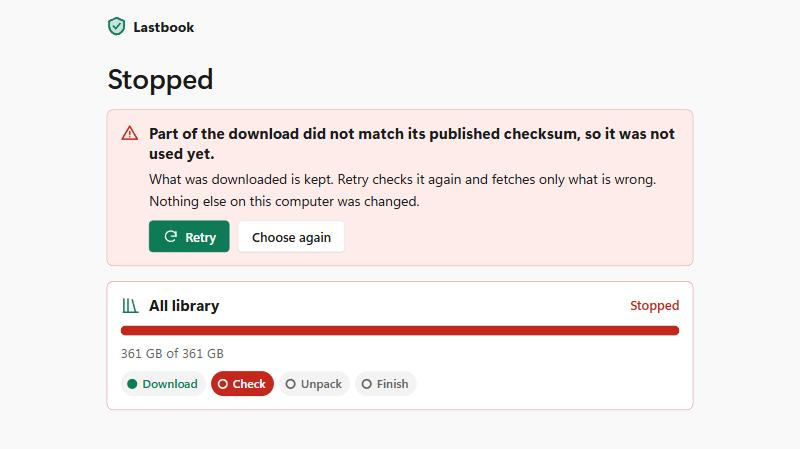 Lastbook
Stopped
Part of the download did not match its published checksum, so it was not
used yet.
What was downloaded is kept. Retry checks it again and fetches only what is wrong.
Nothing else on this computer was changed.
Retry
Choose again
All library
Stopped
361 GB of 361 GB
Download
Check
Unpack
Finish